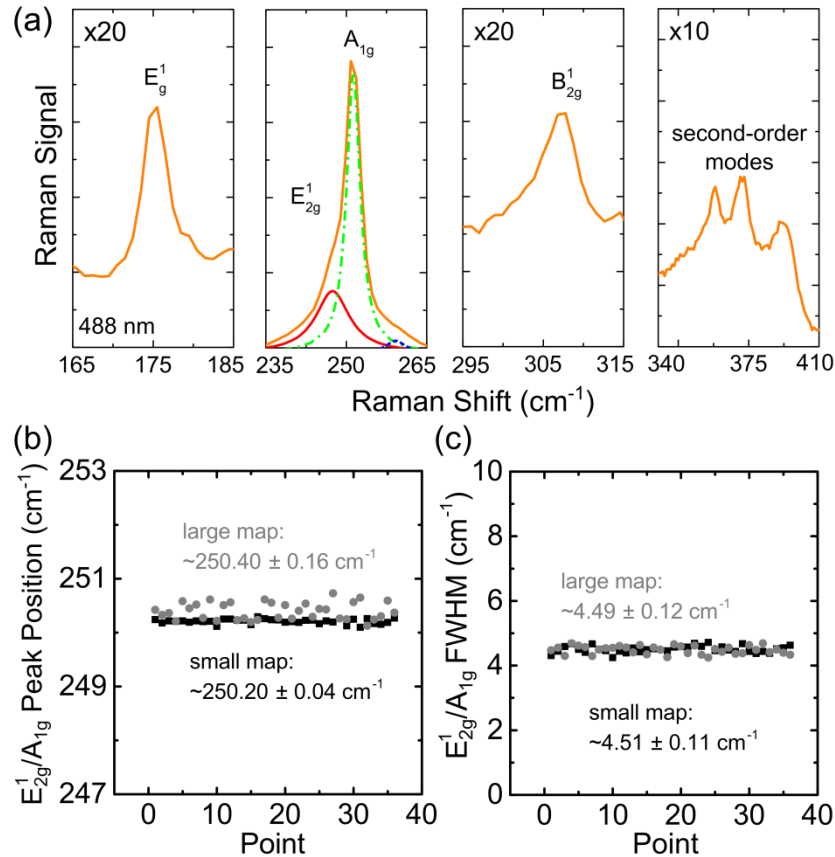 (a)
x20
E¹g
488 nm
165 175 185
A1g
E¹2g
235 250 265
x20
B¹2g
295 305 315
x10
second-order
modes
340 375 410
Raman Signal
Raman Shift (cm⁻¹)
(b)
253
251
249
247
E¹2g/A1g Peak Position (cm⁻¹)
large map:
~250.40 ± 0.16 cm⁻¹
small map:
~250.20 ± 0.04 cm⁻¹
0 10 20 30 40
Point
(c)
10
8
6
4
2
0
E¹2g/A1g FWHM (cm⁻¹)
large map:
~4.49 ± 0.12 cm⁻¹
small map:
~4.51 ± 0.11 cm⁻¹
0 10 20 30 40
Point